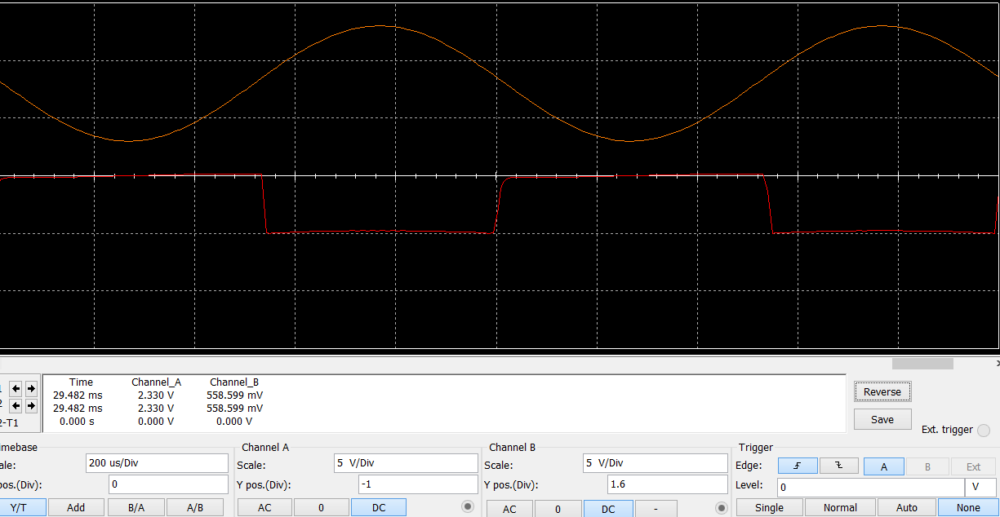 Time Channel_A Channel_B
29.482 ms 2.330 V 558.599 mV
29.482 ms 2.330 V 558.599 mV
2-T1 0.000 s 0.000 V 0.000 V
Reverse
Save
Ext. trigger
mebase
ale: 200 us/Div
pos.(Div): 0
Y/T Add B/A A/B
Channel A
Scale: 5 V/Div
Y pos.(Div): -1
AC 0 DC
Channel B
Scale: 5 V/Div
Y pos.(Div): 1.6
AC 0 DC -
Trigger
Edge: A B Ext
Level: 0 V
Single Normal Auto None